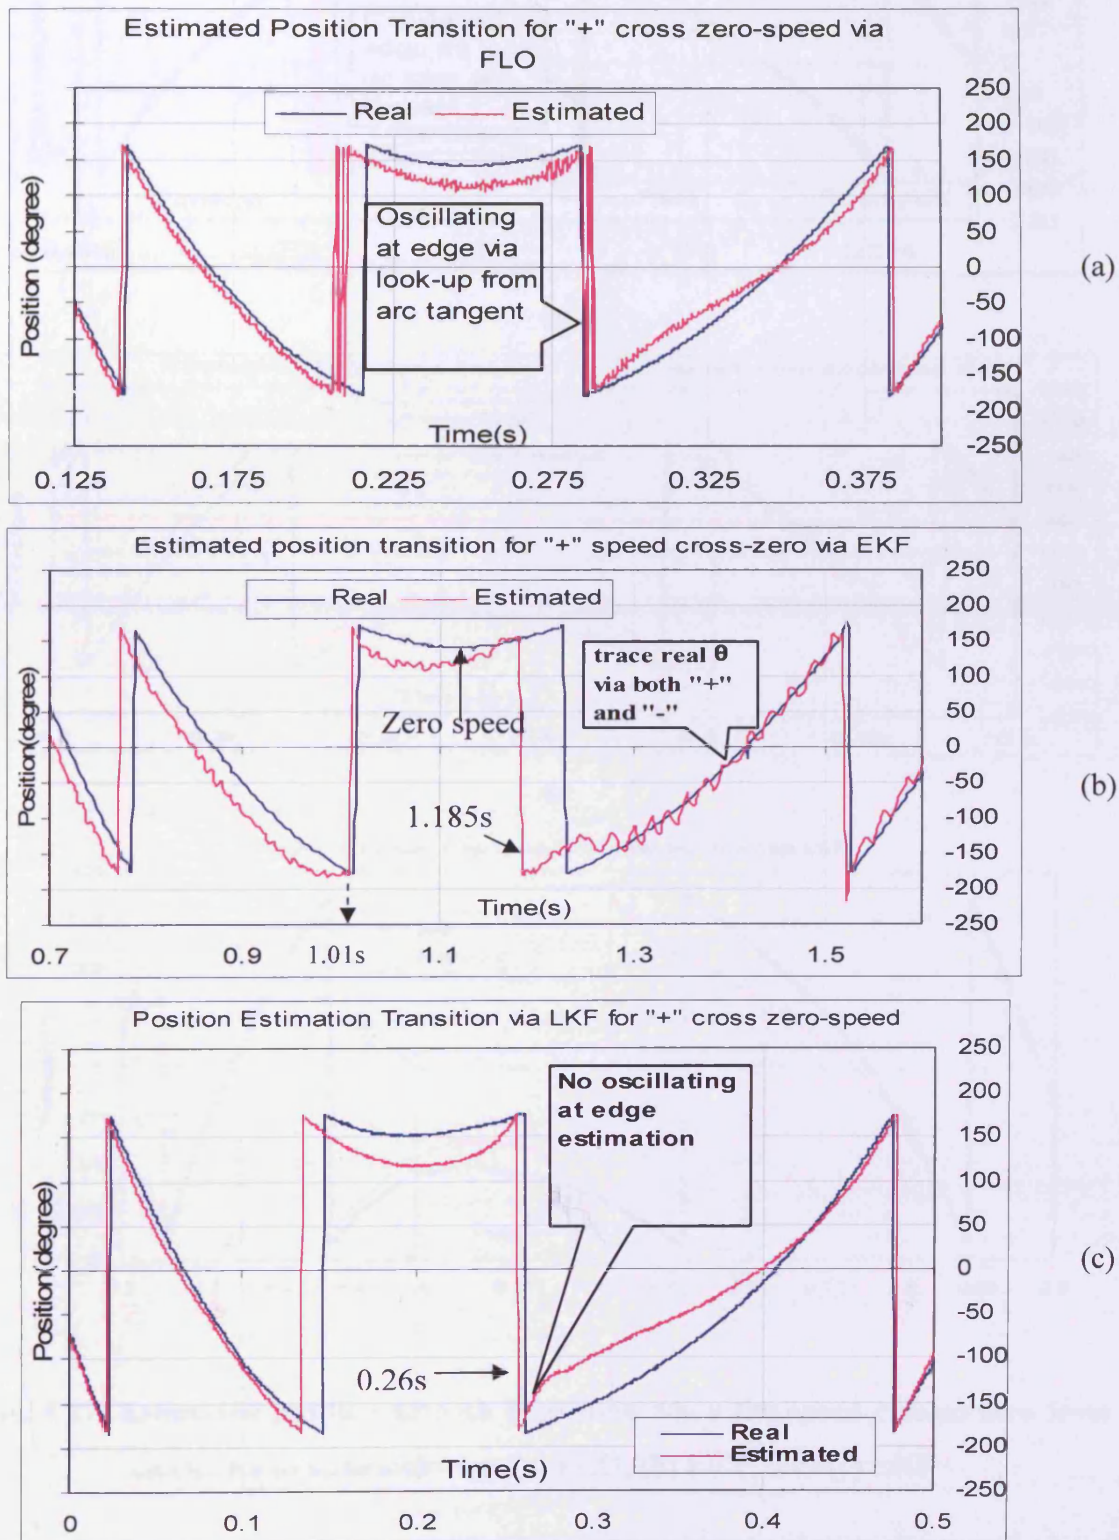 Estimated Position Transition for "+" cross zero-speed via
FLO
Real Estimated
250
200
150
100
50
0
-50
-100
-150
-200
-250
Position (degree)
Oscillating
at edge via
look-up from
arc tangent
Time(s)
0.125 0.175 0.225 0.275 0.325 0.375
(a)
Estimated position transition for "+" speed cross-zero via EKF
Real Estimated
250
200
150
100
50
0
-50
-100
-150
-200
-250
Position(degree)
trace real θ
via both "+"
and "-"
Zero speed
1.185s
Time(s)
0.7 0.9 1.01s 1.1 1.3 1.5
(b)
Position Estimation Transition via LKF for "+" cross zero-speed
250
200
150
100
50
0
-50
-100
-150
-200
-250
Position(degree)
No oscillating
at edge
estimation
0.26s
Real
Estimated
Time(s)
0 0.1 0.2 0.3 0.4 0.5
(c)